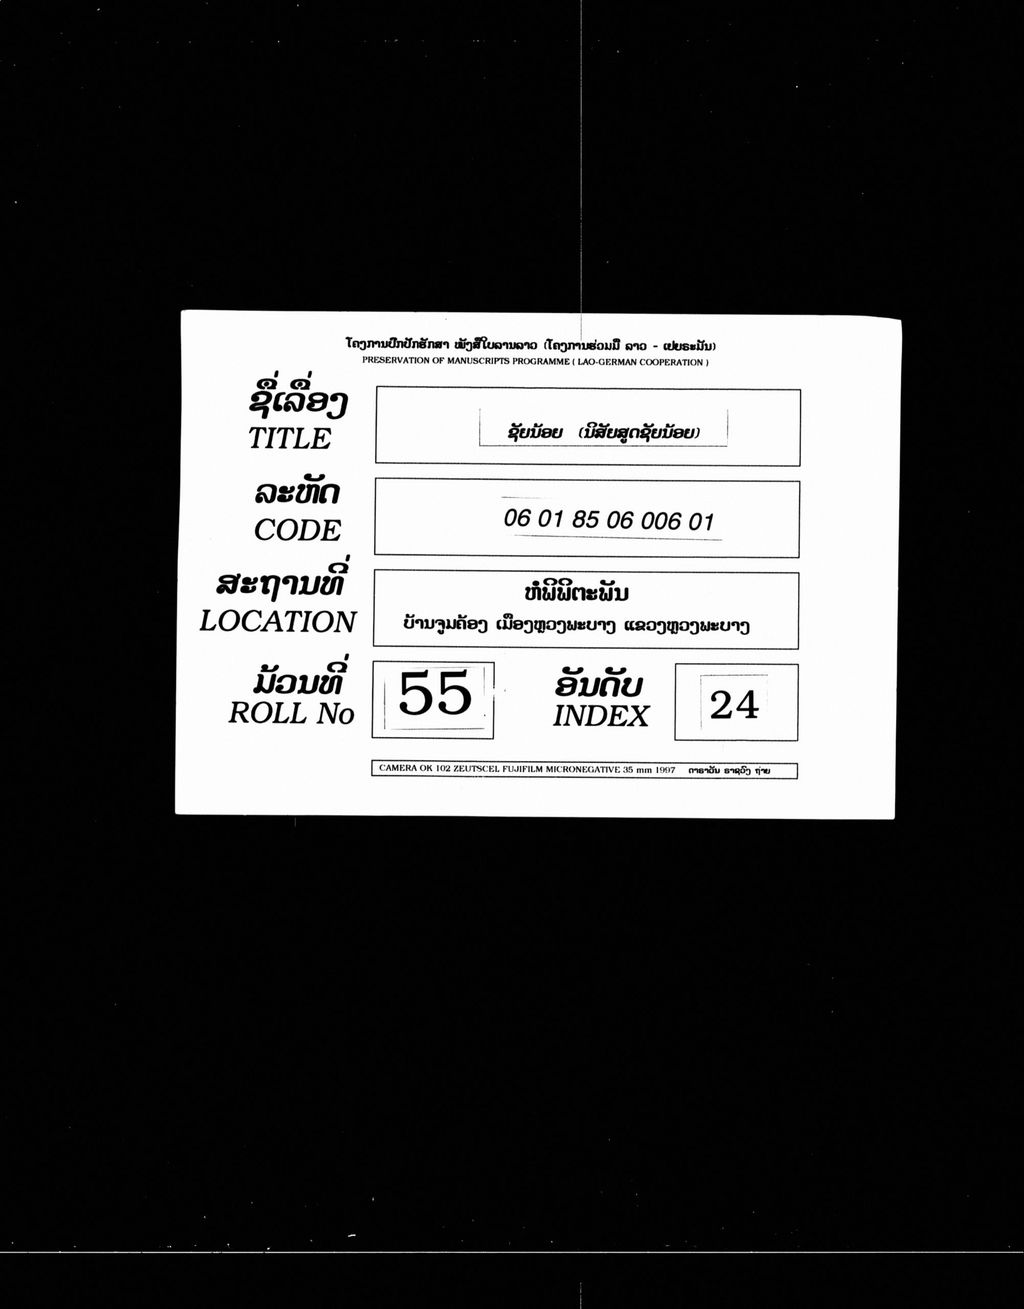 ໂຄງການປົກປັກຮັກສາ ໜັງສືໃບລານລາວ (ໂຄງການຮ່ວມມື ລາວ - ເຢຍຣະມັນ)
PRESERVATION OF MANUSCRIPTS PROGRAMME ( LAO-GERMAN COOPERATION )
ຊື່ເລື່ອງ
TITLE
ຊັຍນ້ອຍ (ນິສັຍສູດຊັຍນ້ອຍ)
ລະຫັດ
CODE
06 01 85 06 006 01
ສະຖານທີ່
LOCATION
ຫໍພິພິຕະພັນ
ບ້ານຈູມຄ້ອງ ເມືອງຫຼວງພະບາງ ແຂວງຫຼວງພະບາງ
ມ້ວນທີ່
ROLL No
55
ອັນດັບ
INDEX
24
CAMERA OK 102 ZEUTSCEL FUJIFILM MICRONEGATIVE 35 mm 1997 ຖ່າຍ